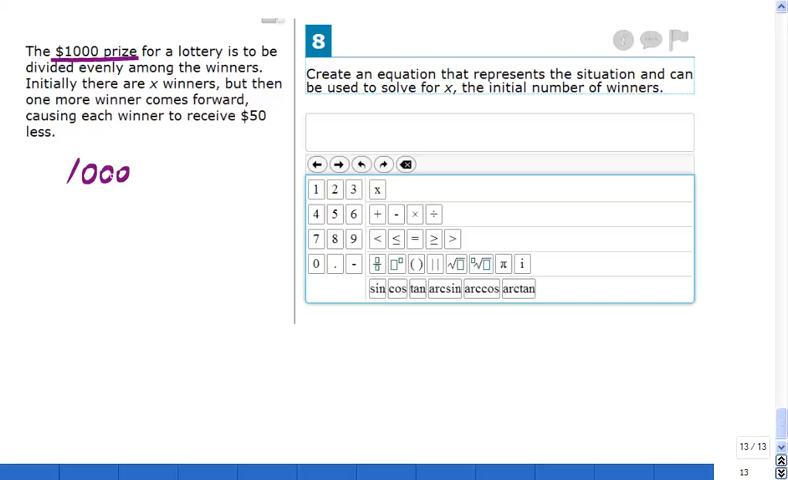 The $1000 prize for a lottery is to be
divided evenly among the winners.
Initially there are x winners, but then
one more winner comes forward,
causing each winner to receive $50
less.
1000
8
Create an equation that represents the situation and can
be used to solve for x, the initial number of winners.
1 2 3 x
4 5 6 + - × ÷
7 8 9 < ≤ = ≥ >
0 . - ( ) | | √ √ π i
sin cos tan arcsin arccos arctan
13 / 13
13